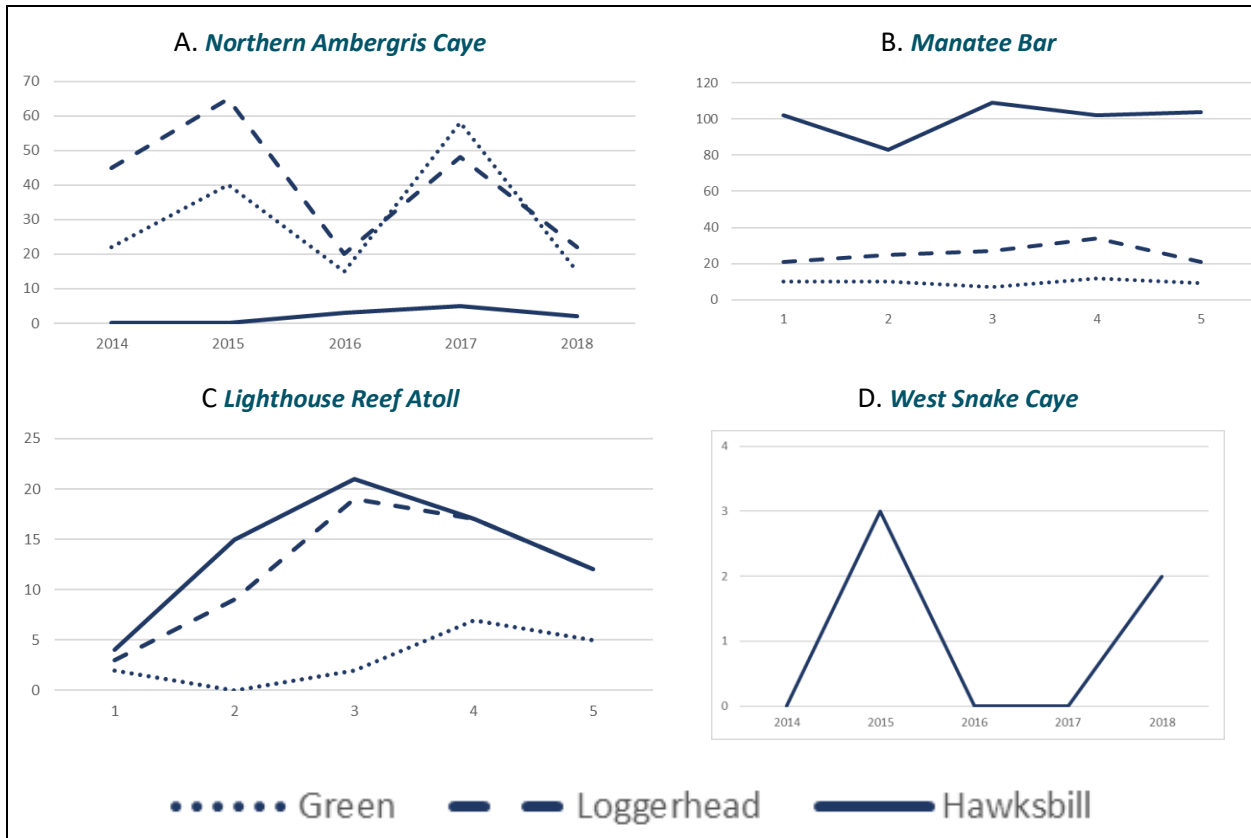 A. Northern Ambergris Caye
70
60
50
40
30
20
10
0
2014 2015 2016 2017 2018
B. Manatee Bar
120
100
80
60
40
20
0
1 2 3 4 5
C Lighthouse Reef Atoll
25
20
15
10
5
0
1 2 3 4 5
D. West Snake Caye
4
3
2
1
0
2014 2015 2016 2017 2018
Green Loggerhead Hawksbill